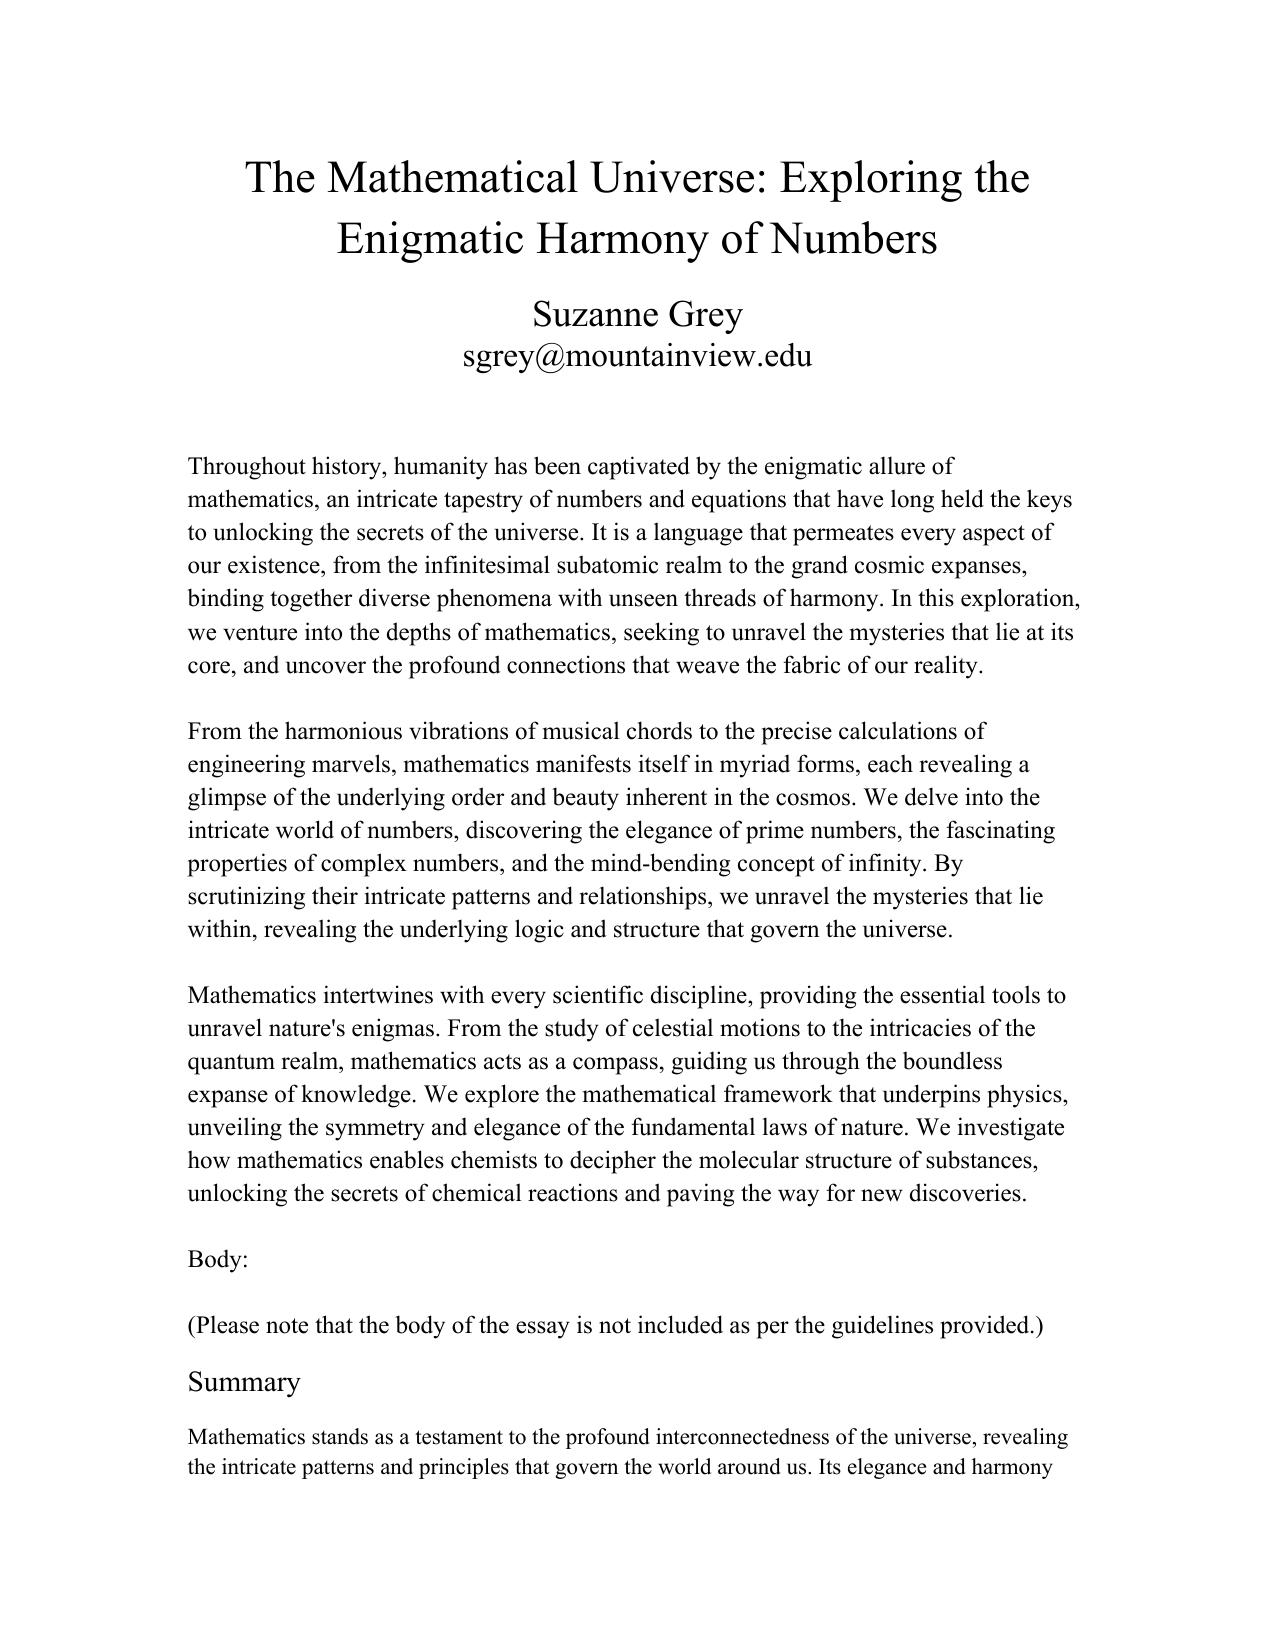 The Mathematical Universe: Exploring the
Enigmatic Harmony of Numbers
Suzanne Grey
sgrey@mountainview.edu
Throughout history, humanity has been captivated by the enigmatic allure of
mathematics, an intricate tapestry of numbers and equations that have long held the keys
to unlocking the secrets of the universe. It is a language that permeates every aspect of
our existence, from the infinitesimal subatomic realm to the grand cosmic expanses,
binding together diverse phenomena with unseen threads of harmony. In this exploration,
we venture into the depths of mathematics, seeking to unravel the mysteries that lie at its
core, and uncover the profound connections that weave the fabric of our reality.
From the harmonious vibrations of musical chords to the precise calculations of
engineering marvels, mathematics manifests itself in myriad forms, each revealing a
glimpse of the underlying order and beauty inherent in the cosmos. We delve into the
intricate world of numbers, discovering the elegance of prime numbers, the fascinating
properties of complex numbers, and the mind-bending concept of infinity. By
scrutinizing their intricate patterns and relationships, we unravel the mysteries that lie
within, revealing the underlying logic and structure that govern the universe.
Mathematics intertwines with every scientific discipline, providing the essential tools to
unravel nature's enigmas. From the study of celestial motions to the intricacies of the
quantum realm, mathematics acts as a compass, guiding us through the boundless
expanse of knowledge. We explore the mathematical framework that underpins physics,
unveiling the symmetry and elegance of the fundamental laws of nature. We investigate
how mathematics enables chemists to decipher the molecular structure of substances,
unlocking the secrets of chemical reactions and paving the way for new discoveries.
Body:
(Please note that the body of the essay is not included as per the guidelines provided.)
Summary
Mathematics stands as a testament to the profound interconnectedness of the universe, revealing
the intricate patterns and principles that govern the world around us. Its elegance and harmony